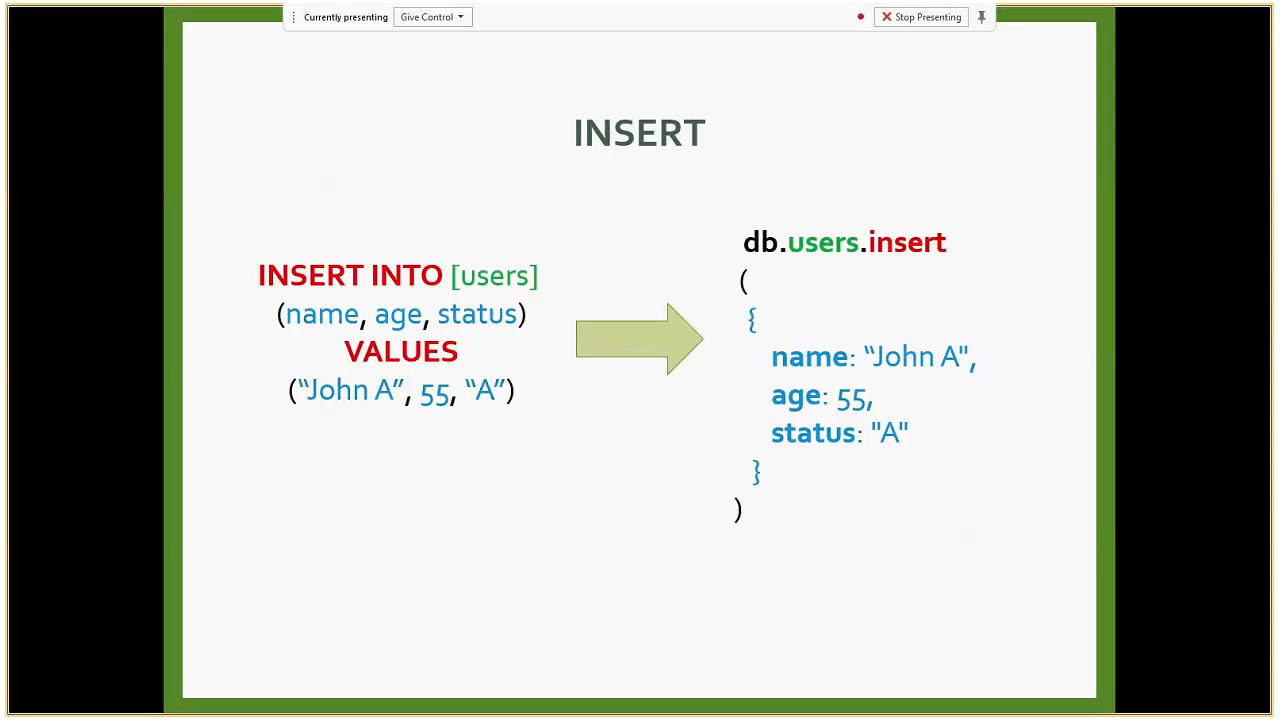 Currently presenting
Give Control
Stop Presenting
INSERT
INSERT INTO [users]
(name, age, status)
VALUES
(“John A”, 55, “A”)
db.users.insert
(
{
name: “John A",
age: 55,
status: "A"
}
)